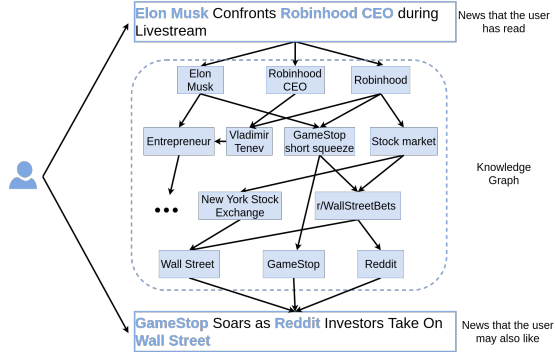 Elon Musk Confronts Robinhood CEO during
Livestream
News that the user
has read
Elon
Musk
Robinhood
CEO
Robinhood
Entrepreneur
Vladimir
Tenev
GameStop
short squeeze
Stock market
Knowledge
Graph
New York Stock
Exchange
r/WallStreetBets
Wall Street
GameStop
Reddit
GameStop Soars as Reddit Investors Take On
Wall Street
News that the user
may also like